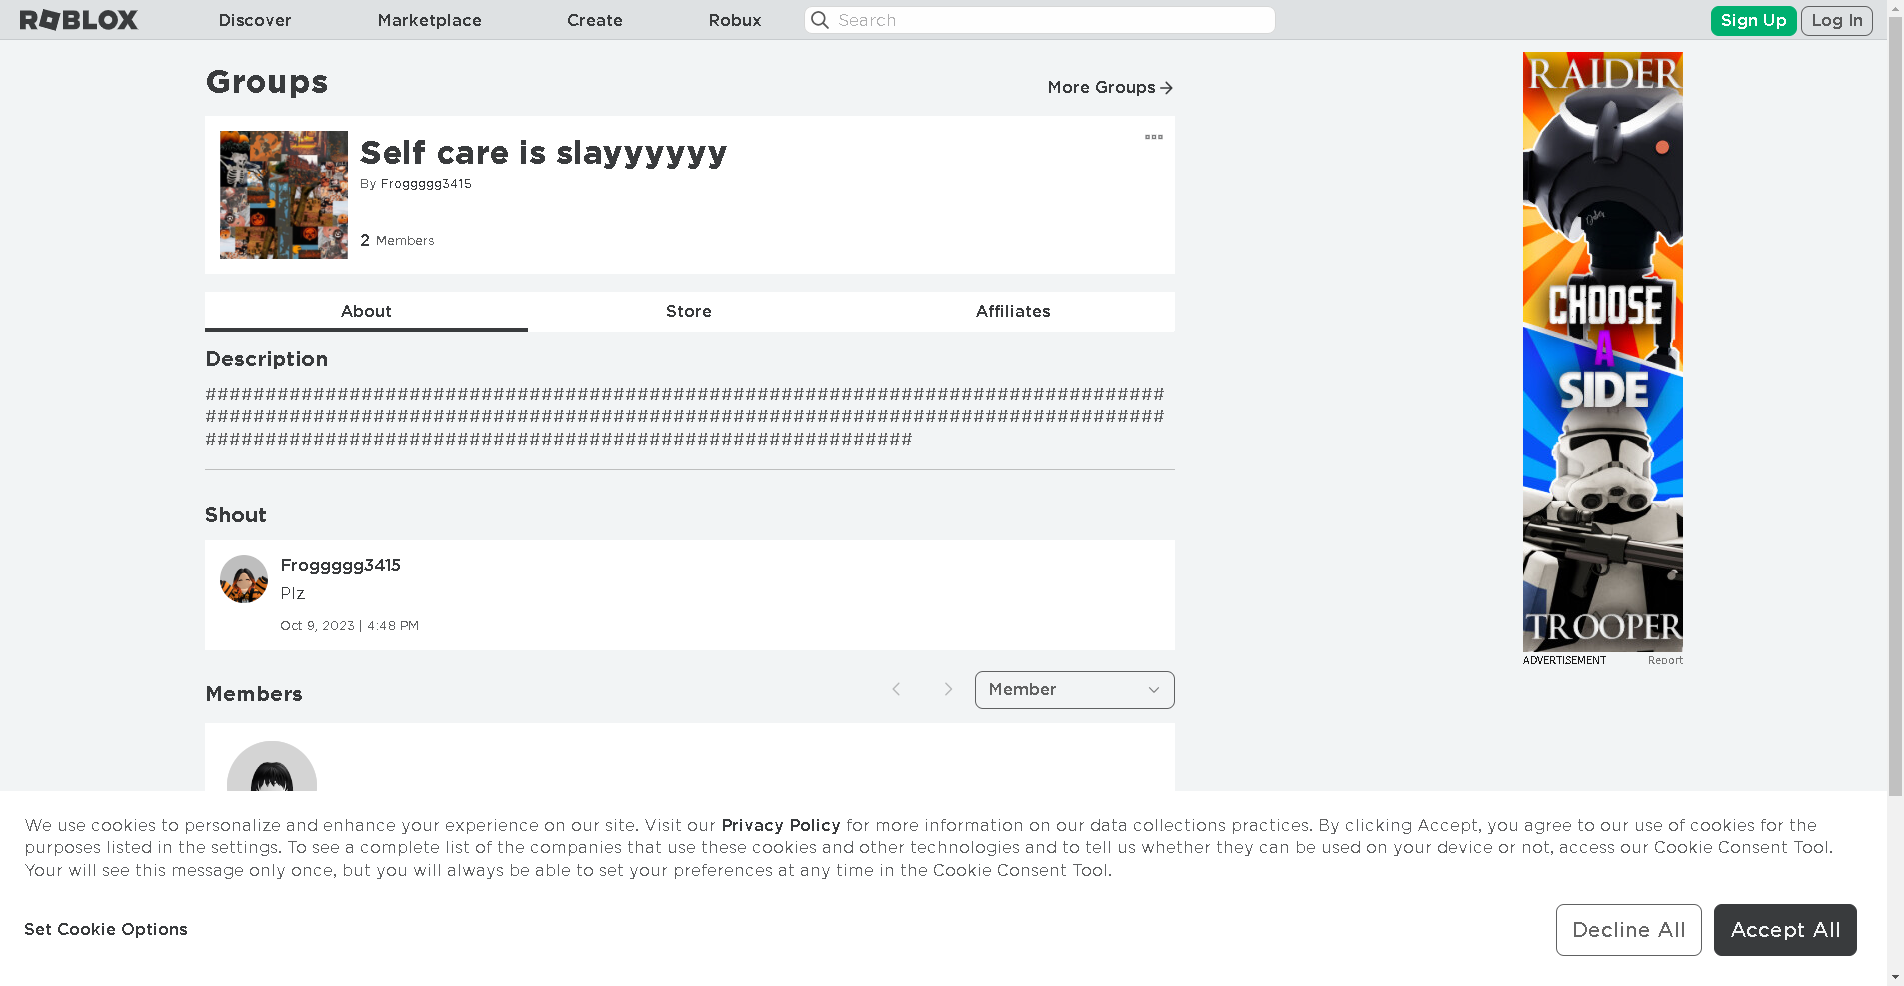 ROBLOX Discover Marketplace Create Robux Search Sign Up Log In
Groups
More Groups
Self care is slayyyyyy
By Froggggg3415
2 Members
About Store Affiliates
Description
################################################################################
################################################################################
###########################################################
Shout
Froggggg3415
Plz
Oct 9, 2023 | 4:48 PM
Members
Member
RAIDER
CHOOSE
A
SIDE
TROOPER
ADVERTISEMENT Report
We use cookies to personalize and enhance your experience on our site. Visit our Privacy Policy for more information on our data collections practices. By clicking Accept, you agree to our use of cookies for the
purposes listed in the settings. To see a complete list of the companies that use these cookies and other technologies and to tell us whether they can be used on your device or not, access our Cookie Consent Tool.
Your will see this message only once, but you will always be able to set your preferences at any time in the Cookie Consent Tool.
Set Cookie Options
Decline All Accept All